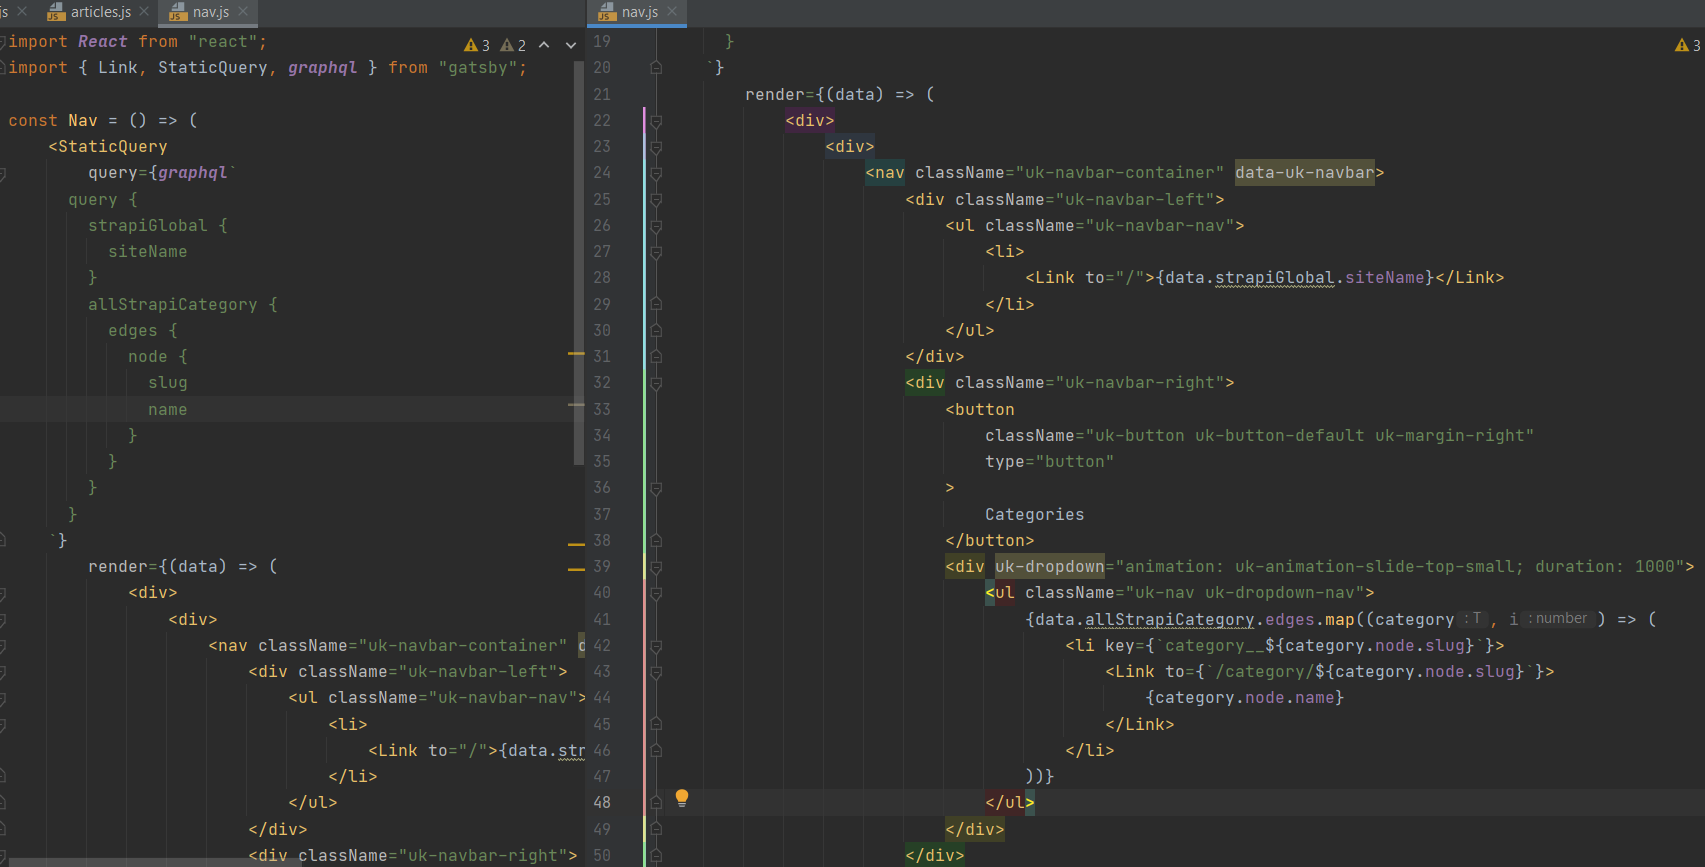 js
articles.js
nav.js
import React from "react";
import { Link, StaticQuery, graphql } from "gatsby";
3 2
const Nav = () => (
<StaticQuery
query={graphql`
query {
strapiGlobal {
siteName
}
allStrapiCategory {
edges {
node {
slug
name
}
}
}
}
`}
render={(data) => (
<div>
<div>
<nav className="uk-navbar-container" d
<div className="uk-navbar-left">
<ul className="uk-navbar-nav">
<li>
<Link to="/">{data.str
</li>
</ul>
</div>
<div className="uk-navbar-right">
nav.js
3
19 }
20 `}
21 render={(data) => (
22 <div>
23 <div>
24 <nav className="uk-navbar-container" data-uk-navbar>
25 <div className="uk-navbar-left">
26 <ul className="uk-navbar-nav">
27 <li>
28 <Link to="/">{data.strapiGlobal.siteName}</Link>
29 </li>
30 </ul>
31 </div>
32 <div className="uk-navbar-right">
33 <button
34 className="uk-button uk-button-default uk-margin-right"
35 type="button"
36 >
37 Categories
38 </button>
39 <div uk-dropdown="animation: uk-animation-slide-top-small; duration: 1000">
40 <ul className="uk-nav uk-dropdown-nav">
41 {data.allStrapiCategory.edges.map((category : T , i : number ) => (
42 <li key={`category__${category.node.slug}`}>
43 <Link to={`/category/${category.node.slug}`}>
44 {category.node.name}
45 </Link>
46 </li>
47 ))}
48 </ul>
49 </div>
50 </div>